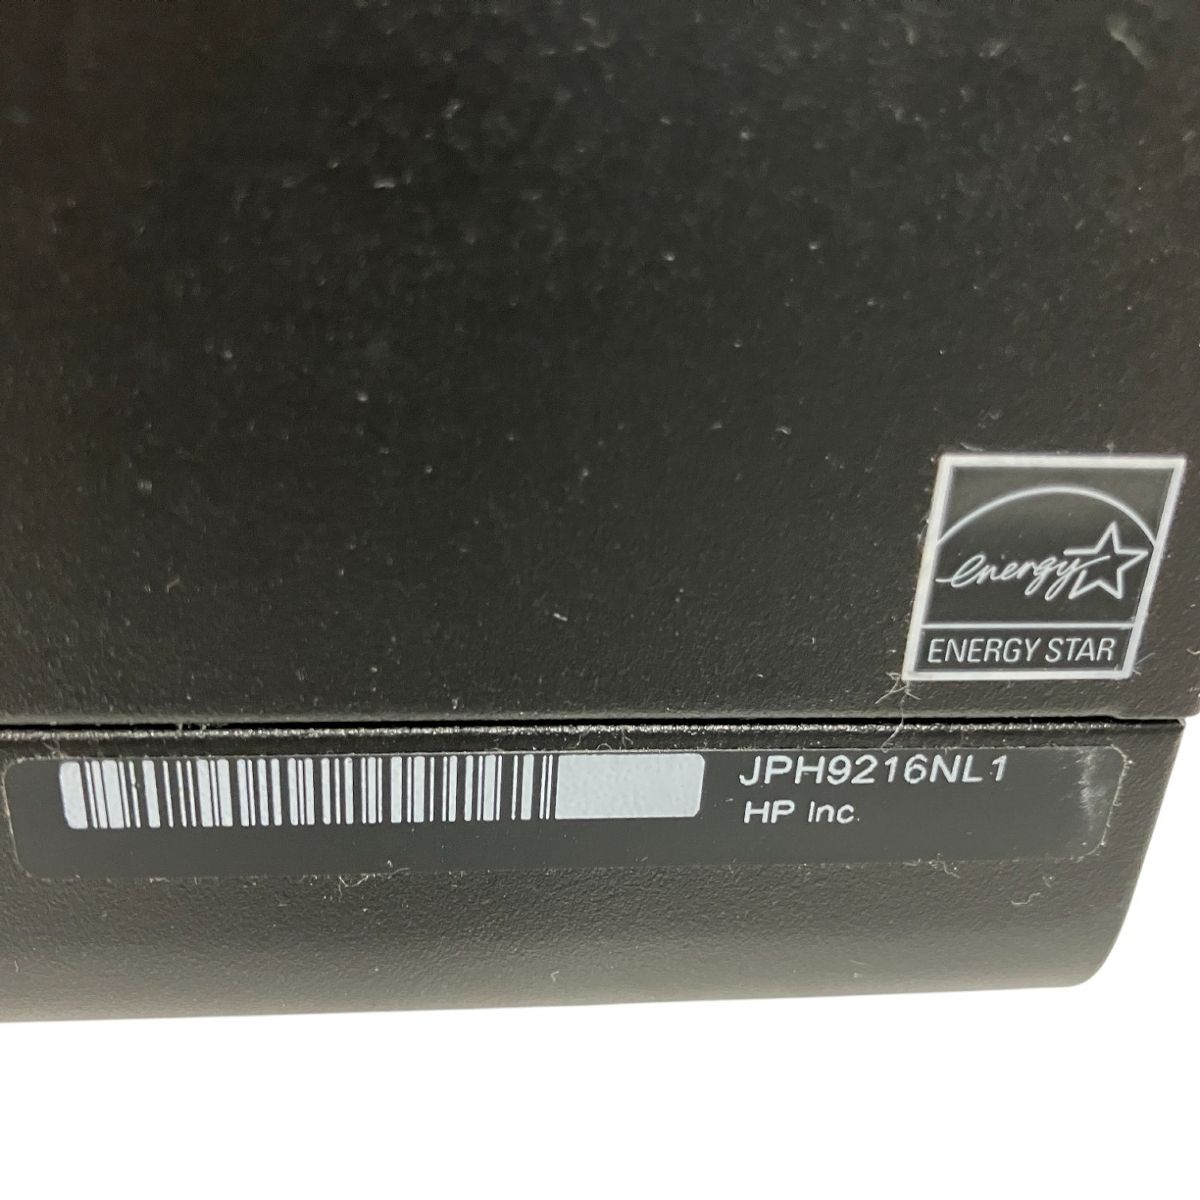 energy
ENERGY STAR
JPH9216NL1
HP Inc.